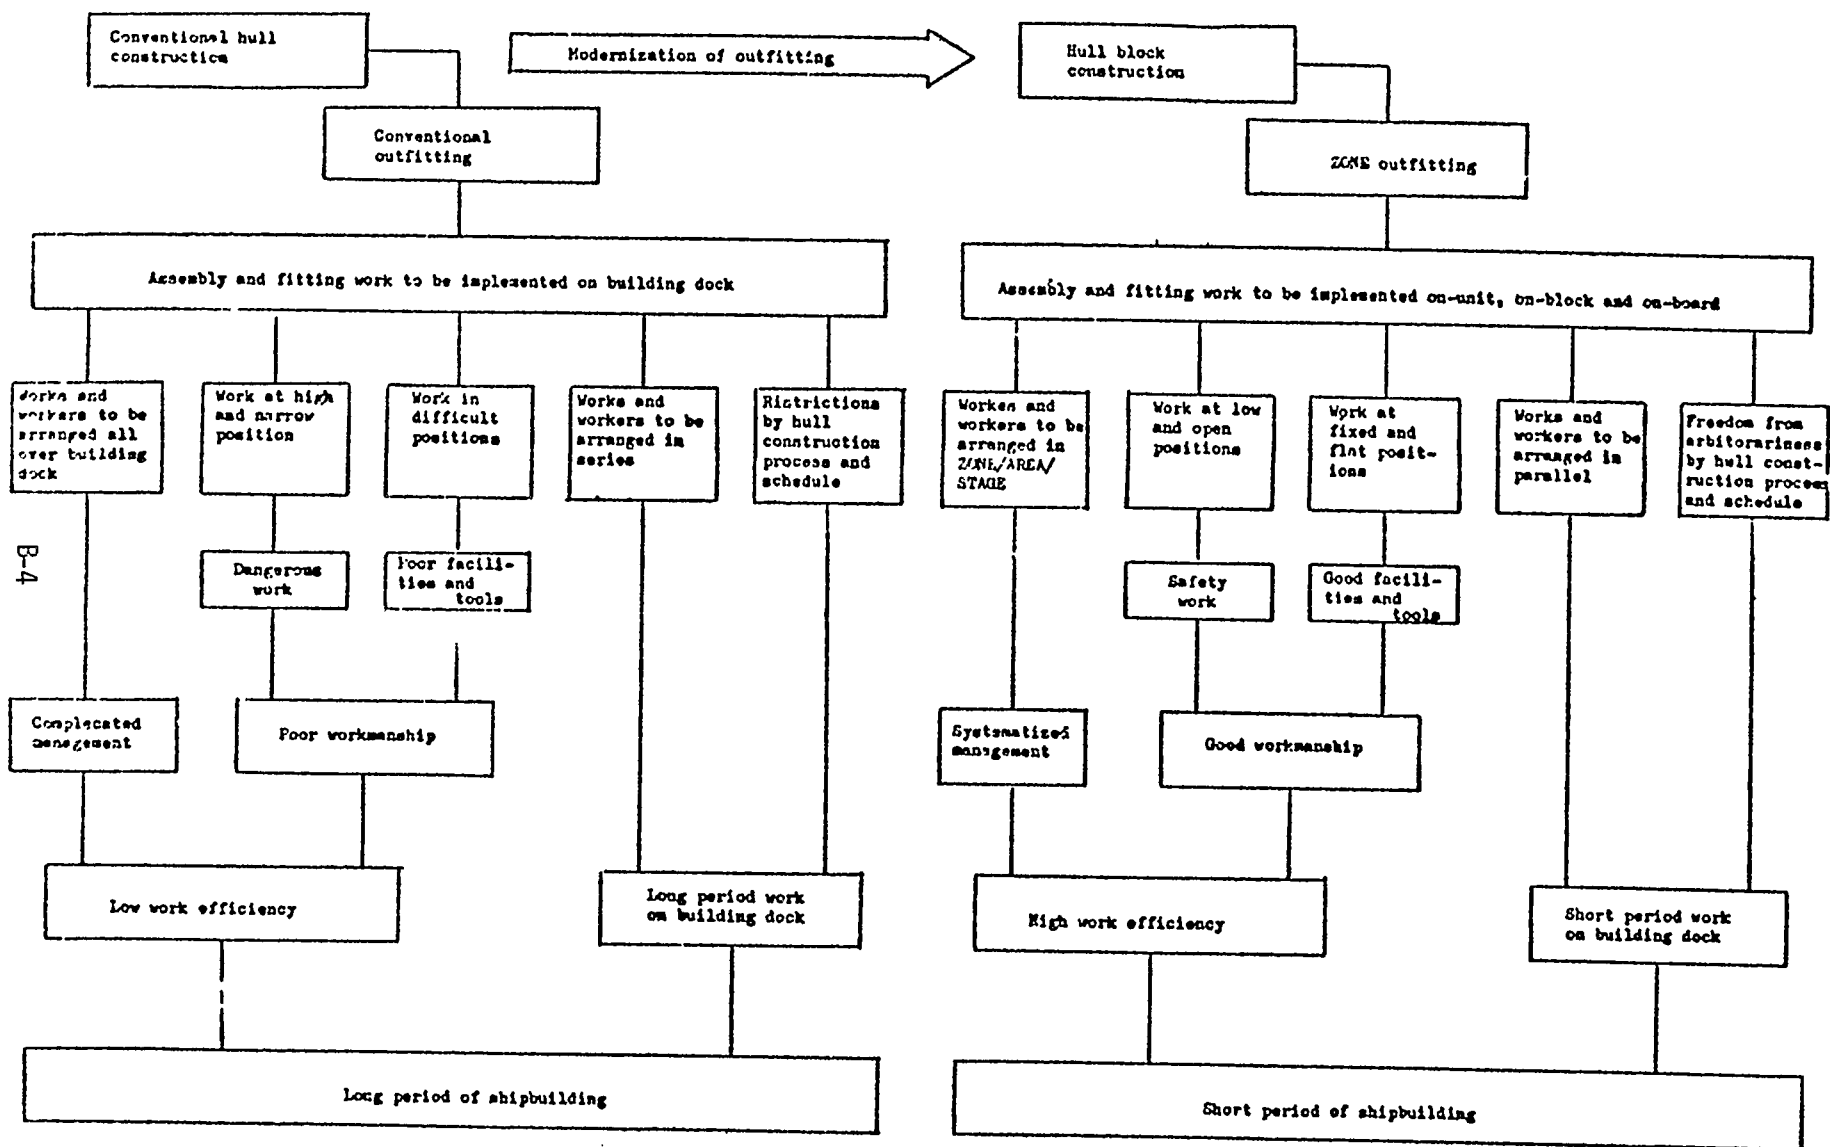 Conventional hull
construction
Modernization of outfitting
Hull block
construction
Conventional
outfitting
ZONE outfitting
Assembly and fitting work to be implemented on building dock
Assembly and fitting work to be implemented on-unit, on-block and on-board
Works and
workers to be
arranged all
over building
dock
Work at high
and narrow
position
Work in
difficult
positions
Works and
workers to be
arranged in
series
Rictrictions
by hull
construction
process and
schedule
Workes and
workers to be
arranged in
ZONE/AREA/
STAGE
Work at low
and open
positions
Work at
fixed and
flat posit-
ions
Works and
workers to be
arranged in
parallel
Freedom from
arbitorariness
by hull const-
ruction process
and schedule
B-4
Dangerous
work
Poor facili-
ties and
tools
Safety
work
Good facili-
ties and
tools
Complecated
management
Poor workmanship
Systematized
management
Good workmanship
Low work efficiency
Long period work
on building dock
High work efficiency
Short period work
on building dock
Long period of shipbuilding
Short period of shipbuilding